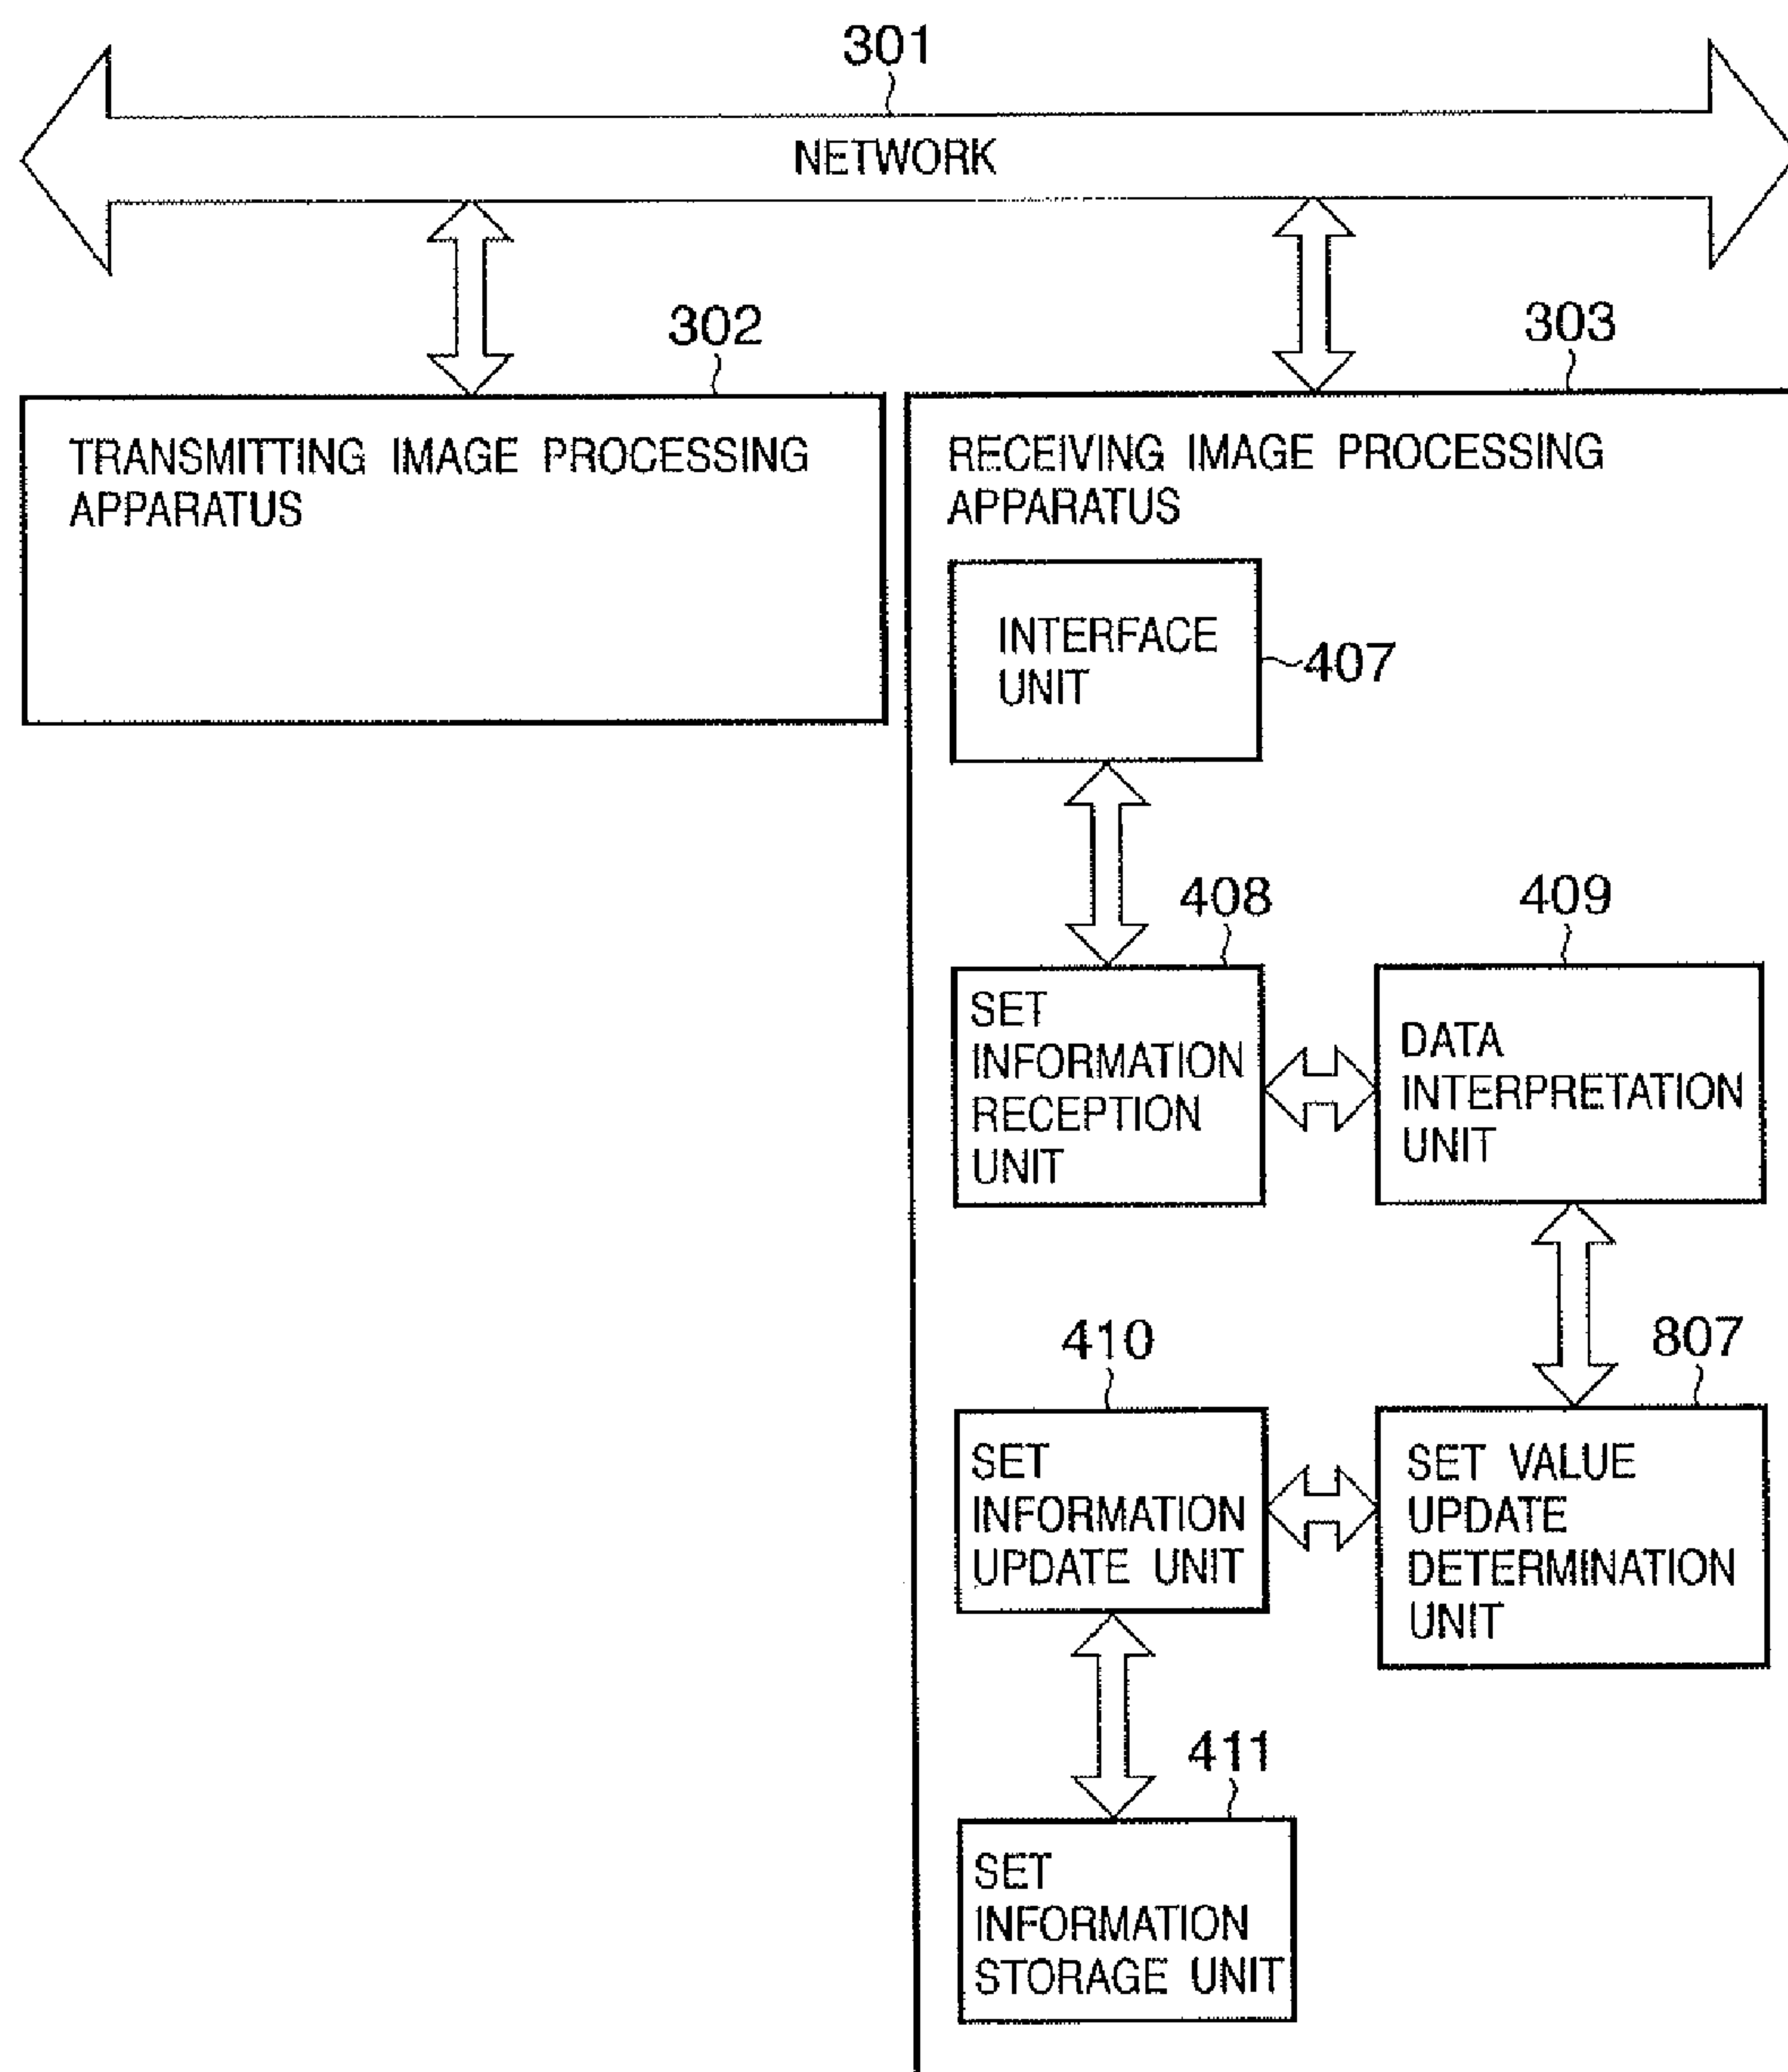 301
NETWORK
302
303
TRANSMITTING IMAGE PROCESSING
APPARATUS
RECEIVING IMAGE PROCESSING
APPARATUS
INTERFACE
UNIT
407
408
409
SET
INFORMATION
RECEPTION
UNIT
DATA
INTERPRETATION
UNIT
410
807
SET
INFORMATION
UPDATE UNIT
SET VALUE
UPDATE
DETERMINATION
UNIT
411
SET
INFORMATION
STORAGE UNIT